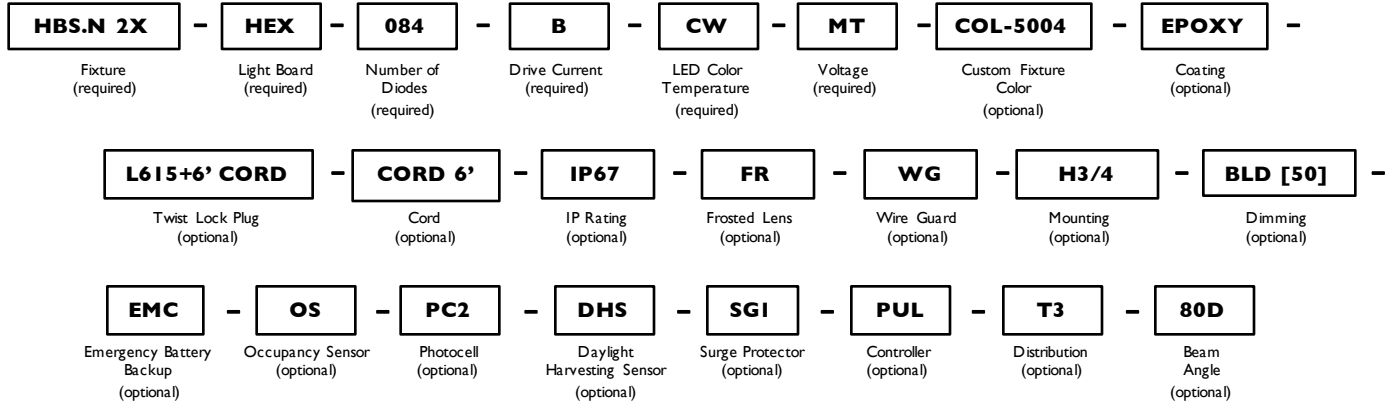 HBS.N 2X – HEX – 084 – B – CW – MT – COL-5004 – EPOXY –
Fixture Light Board Number of Drive Current LED Color Voltage Custom Fixture Coating
(required) (required) Diodes (required) Temperature (required) Color (optional)
(required) (required) (optional)
L615+6’ CORD – CORD 6’ – IP67 – FR – WG – H3/4 – BLD [50] –
Twist Lock Plug Cord IP Rating Frosted Lens Wire Guard Mounting Dimming
(optional) (optional) (optional) (optional) (optional) (optional) (optional)
EMC – OS – PC2 – DHS – SG1 – PUL – T3 – 80D
Emergency Battery Occupancy Sensor Photocell Daylight Surge Protector Controller Distribution Beam
Backup (optional) (optional) Harvesting Sensor (optional) (optional) (optional) Angle
(optional) (optional) (optional)